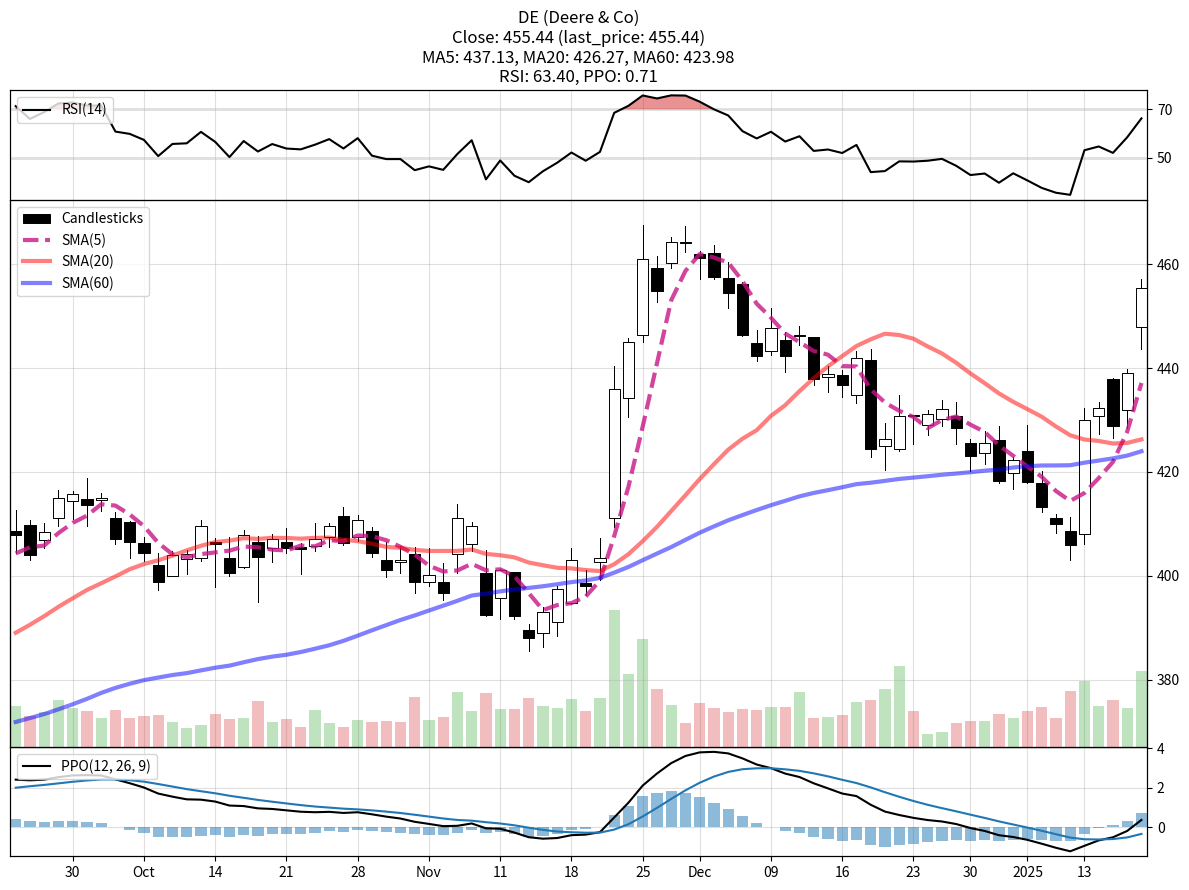 DE (Deere & Co)
Close: 455.44 (last_price: 455.44)
MA5: 437.13, MA20: 426.27, MA60: 423.98
RSI: 63.40, PPO: 0.71
RSI(14)
70
50
Candlesticks
SMA(5)
SMA(20)
SMA(60)
460
440
420
400
380
PPO(12, 26, 9)
4
2
0
30 Oct 14 21 28 Nov 11 18 25 Dec 09 16 23 30 2025 13